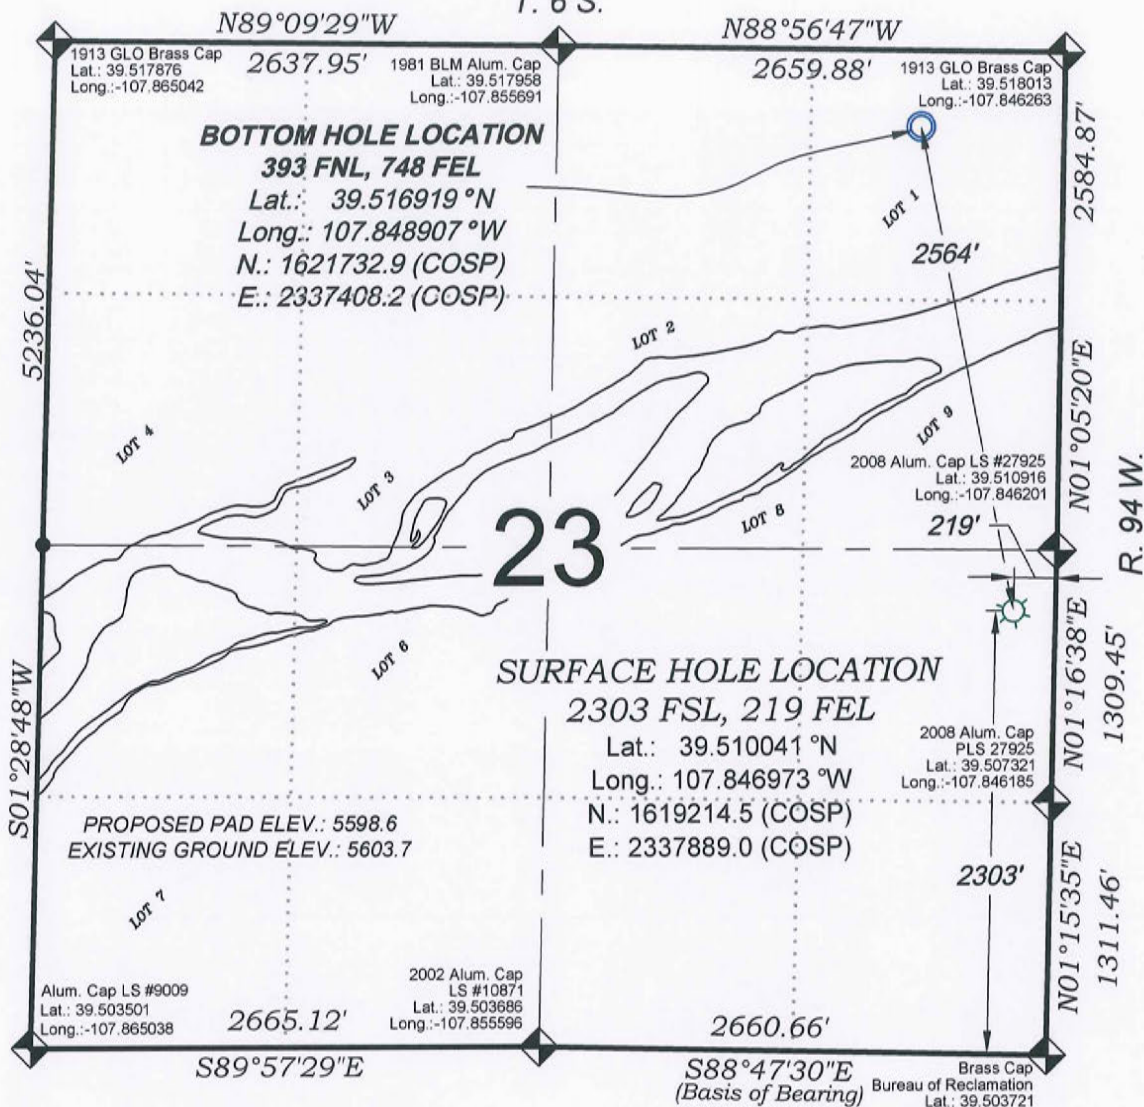 T. 6 S.
N89°09'29"W
N88°56'47"W
1913 GLO Brass Cap
Lat.: 39.517876
Long.:-107.865042
2637.95'
1981 BLM Alum. Cap
Lat.: 39.517958
Long.:-107.855691
2659.88'
1913 GLO Brass Cap
Lat.: 39.518013
Long.:-107.846263
BOTTOM HOLE LOCATION
393 FNL, 748 FEL
Lat.: 39.516919 °N
Long.: 107.848907 °W
N.: 1621732.9 (COSP)
E.: 2337408.2 (COSP)
2584.87'
LOT 1
2564'
5236.04'
LOT 2
N01°05'20"E
LOT 4
LOT 3
LOT 9
2008 Alum. Cap LS #27925
Lat.: 39.510916
Long.:-107.846201
LOT 8
219'
23
R. 94 W.
LOT 6
SURFACE HOLE LOCATION
2303 FSL, 219 FEL
Lat.: 39.510041 °N
Long.: 107.846973 °W
N.: 1619214.5 (COSP)
E.: 2337889.0 (COSP)
N01°16'38"E
1309.45'
2008 Alum. Cap
PLS 27925
Lat.: 39.507321
Long.:-107.846185
S01°28'48"W
PROPOSED PAD ELEV.: 5598.6
EXISTING GROUND ELEV.: 5603.7
2303'
LOT 7
N01°15'35"E
1311.46'
Alum. Cap LS #9009
Lat.: 39.503501
Long.:-107.865038
2665.12'
2002 Alum. Cap
LS #10871
Lat.: 39.503686
Long.:-107.855596
2660.66'
S89°57'29"E
S88°47'30"E
(Basis of Bearing)
Brass Cap
Bureau of Reclamation
Lat.: 39.503721